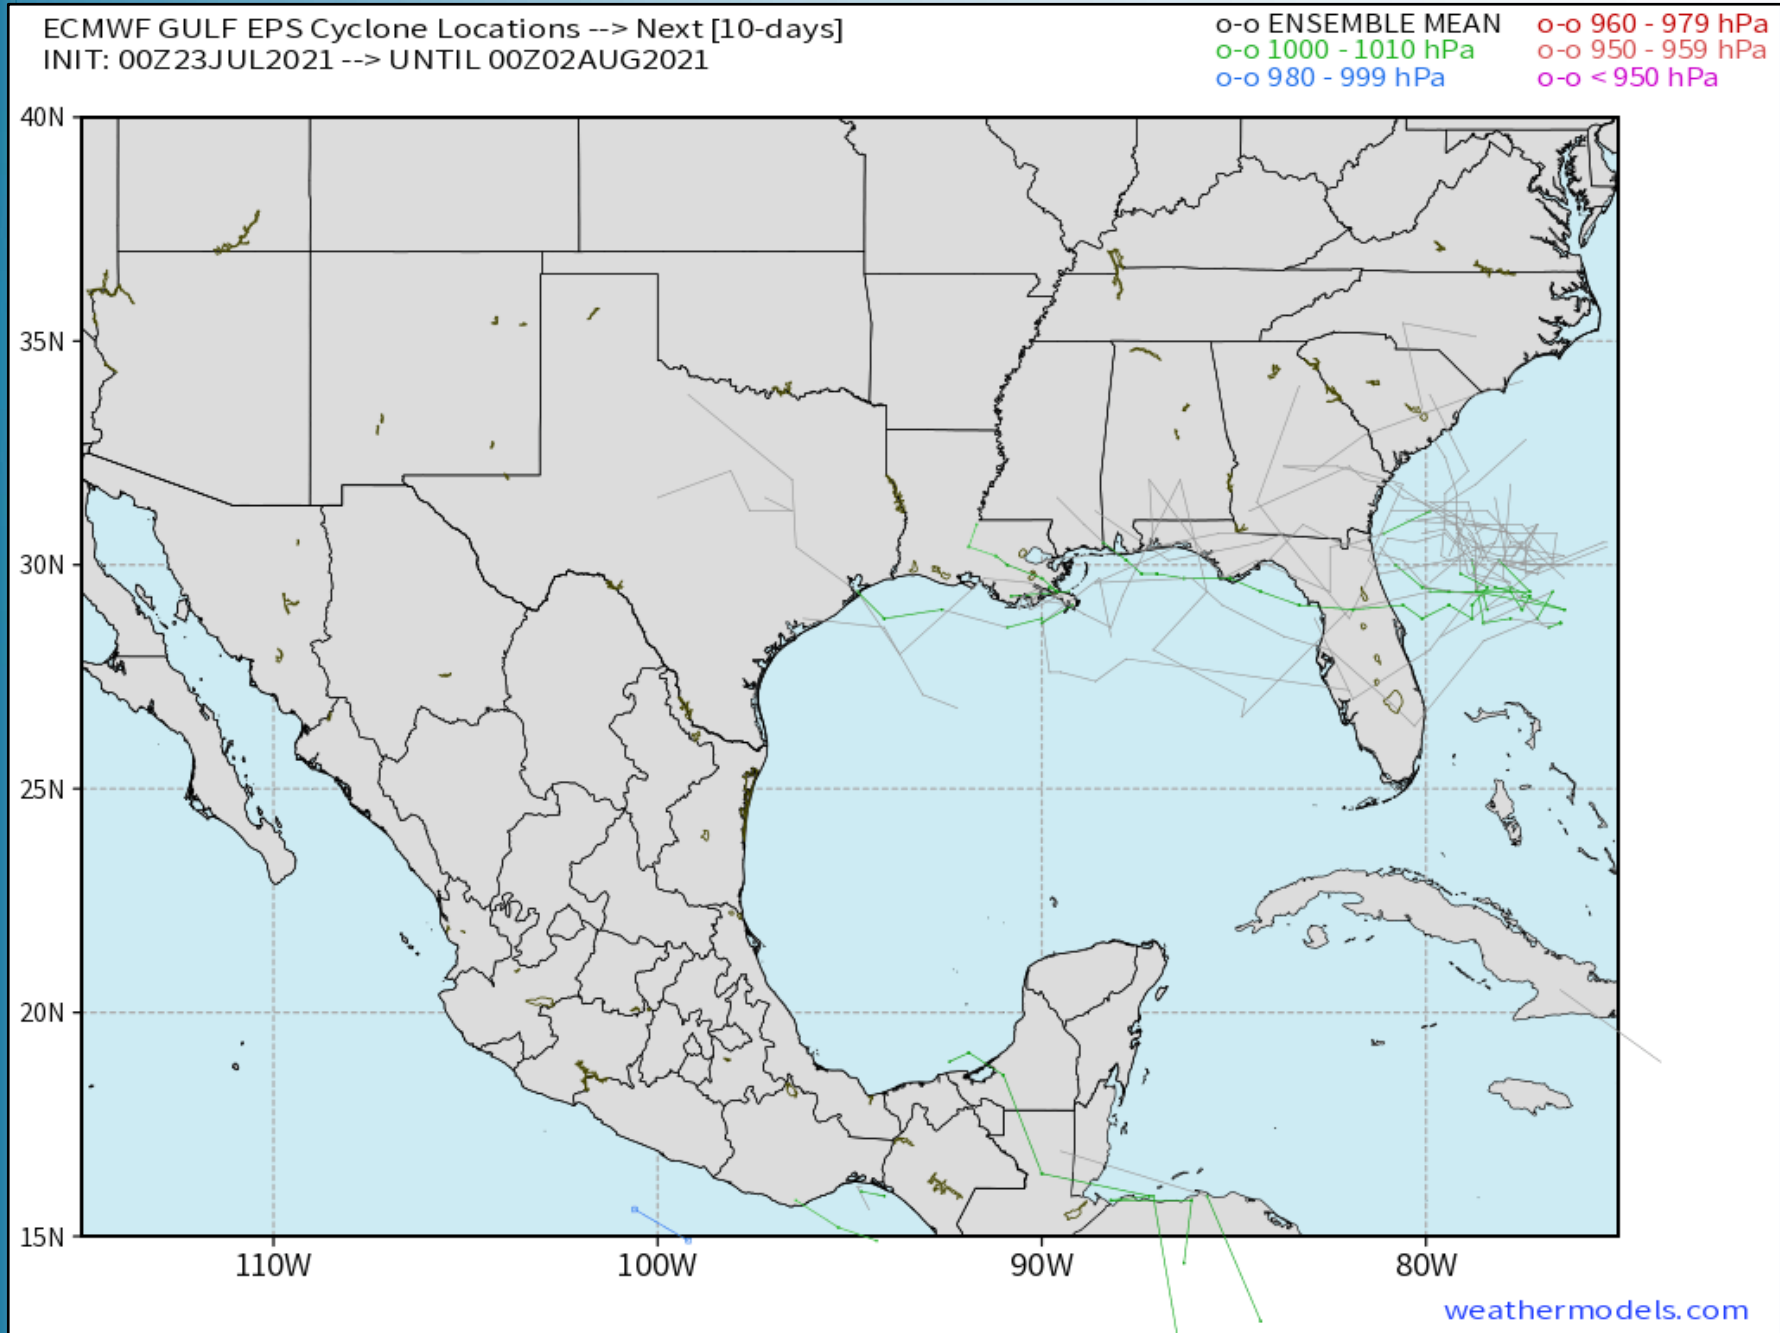 ECMWF GULF EPS Cyclone Locations --> Next [10-days]
INIT: 00Z23JUL2021 --> UNTIL 00Z02AUG2021
o-o ENSEMBLE MEAN
o-o 1000 - 1010 hPa
o-o 980 - 999 hPa
o-o 960 - 979 hPa
o-o 950 - 959 hPa
o-o < 950 hPa
40N
35N
30N
25N
20N
15N
110W 100W 90W 80W
weathermodels.com